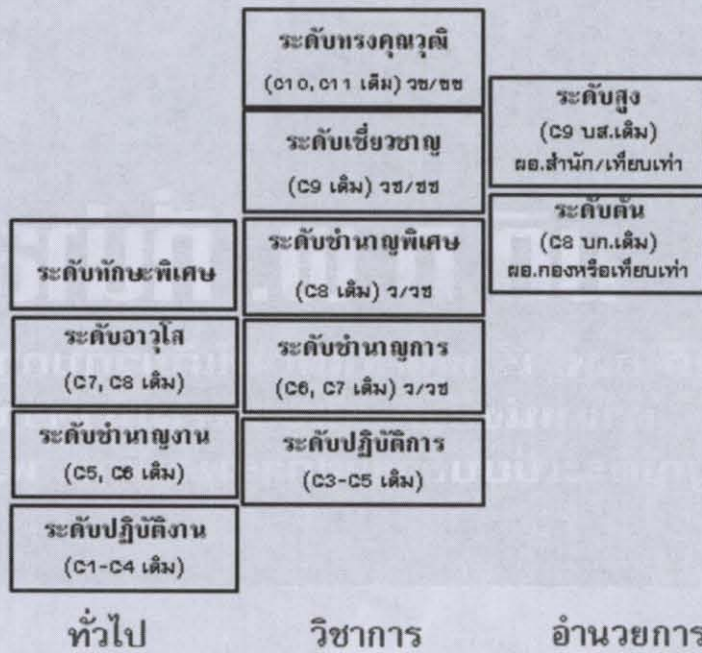 ระดับทรงคุณวุฒิ
(C10, C11 เดิม) วช/ชช
ระดับเชี่ยวชาญ
(C9 เดิม) วช/ชช
ระดับชำนาญพิเศษ
(C8 เดิม) ว/วช
ระดับชำนาญการ
(C6, C7 เดิม) ว/วช
ระดับปฏิบัติการ
(C3-C5 เดิม)
ระดับสูง
(C9 บส.เดิม)
ผอ.สำนัก/เทียบเท่า
ระดับต้น
(C8 บก.เดิม)
ผอ.กองหรือเทียบเท่า
ระดับทักษะพิเศษ
ระดับอาวุโส
(C7, C8 เดิม)
ระดับชำนาญงาน
(C5, C6 เดิม)
ระดับปฏิบัติงาน
(C1-C4 เดิม)
ทั่วไป
วิชาการ
อำนวยการ